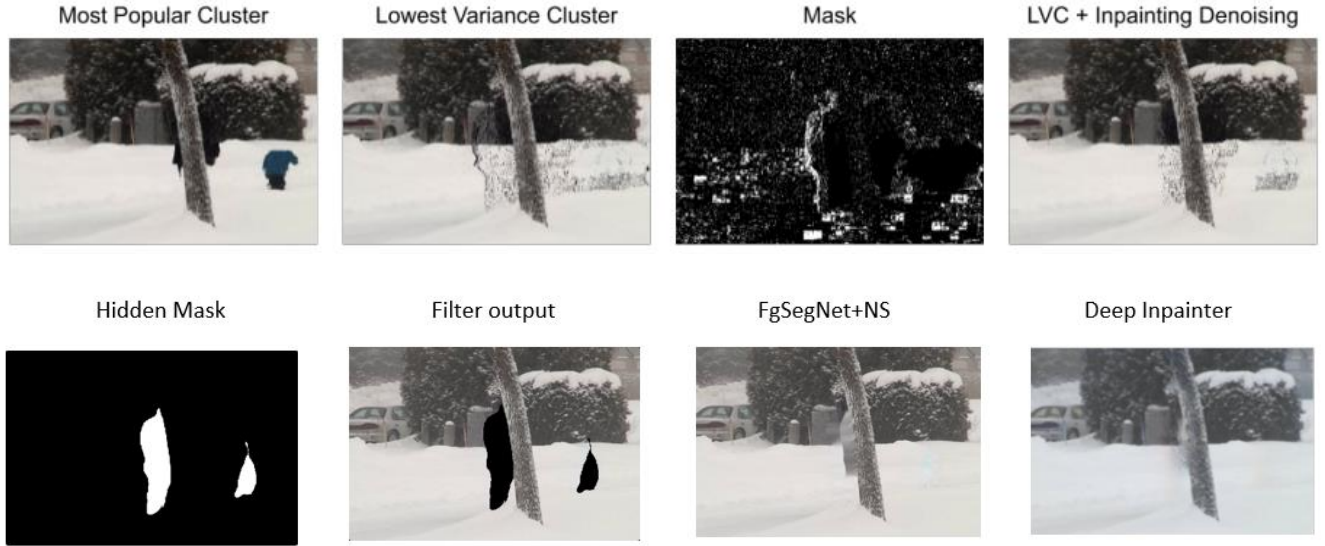 Most Popular Cluster
Lowest Variance Cluster
Mask
LVC + Inpainting Denoising
Hidden Mask
Filter output
FgSegNet+NS
Deep Inpainter